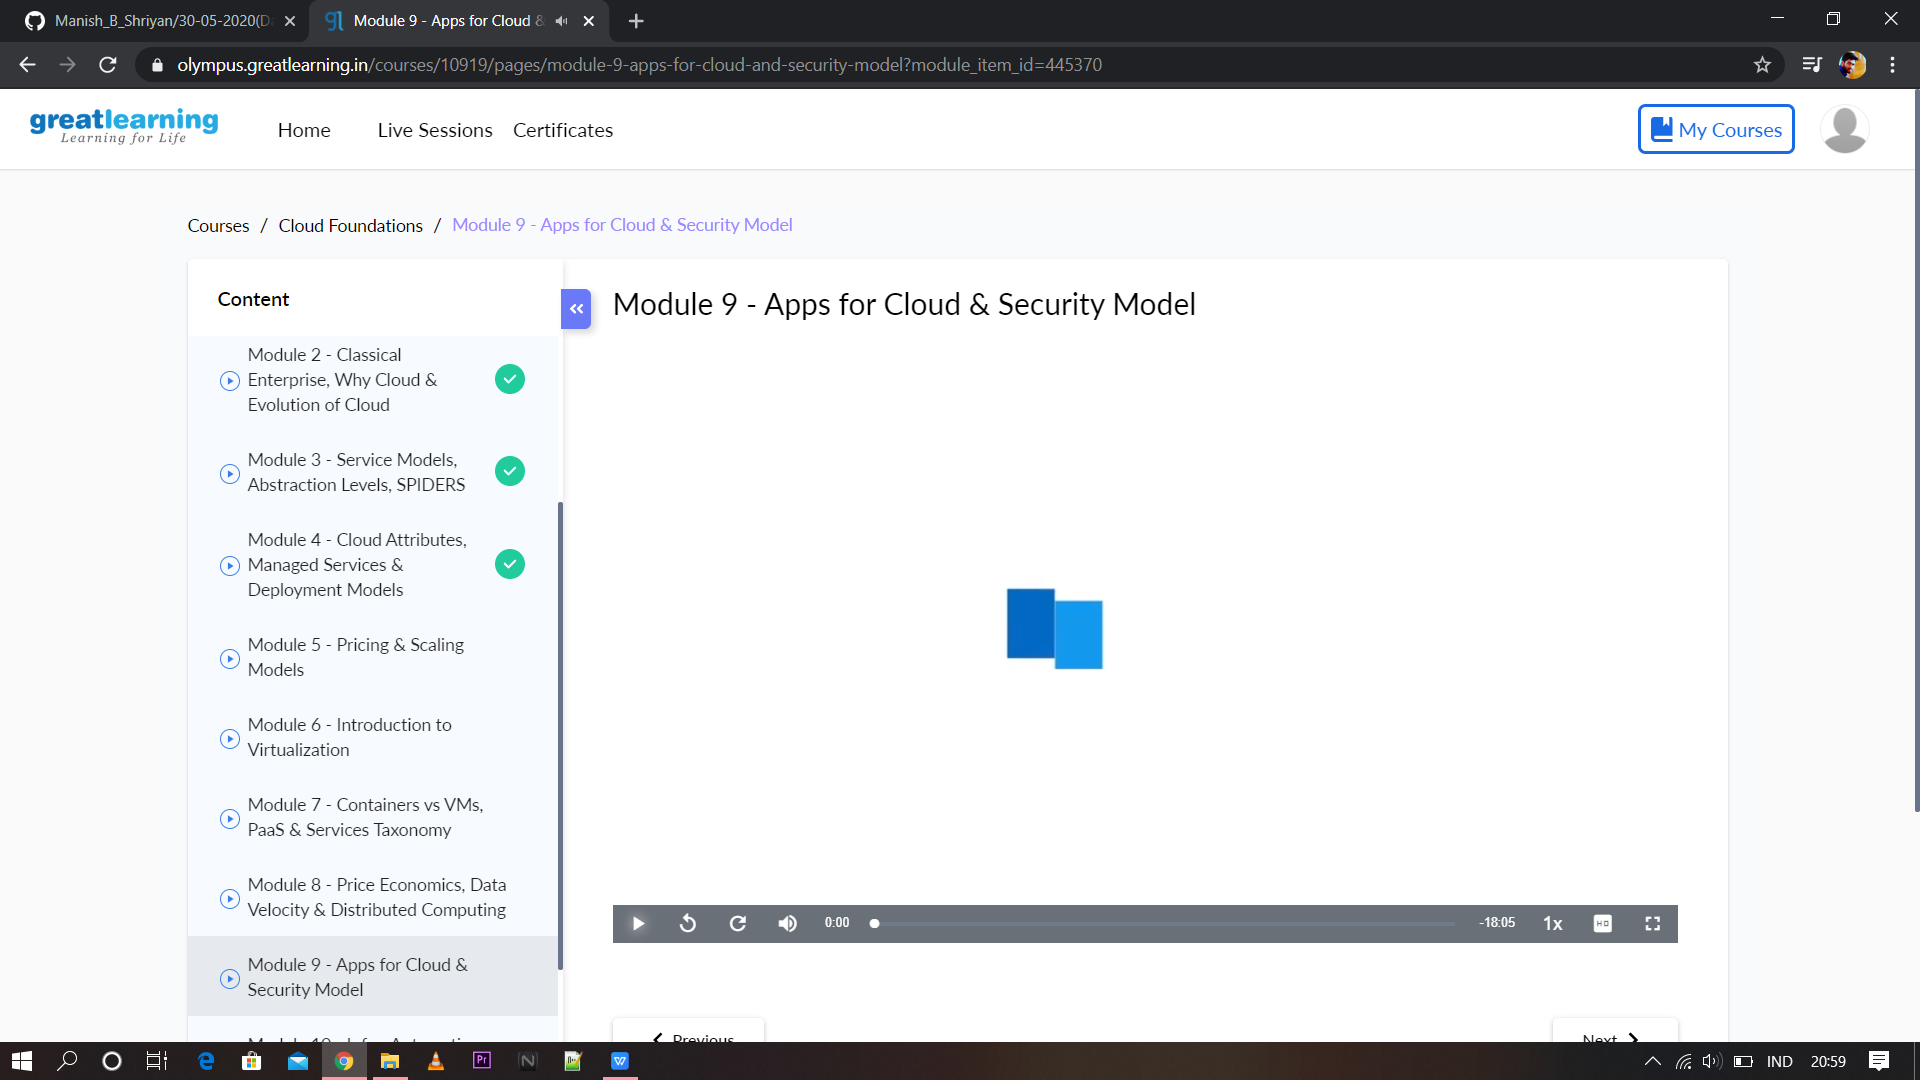 Manish_B_Shriyan/30-05-2020(D
Module 9 - Apps for Cloud &
olympus.greatlearning.in/courses/10919/pages/module-9-apps-for-cloud-and-security-model?module_item_id=445370
greatlearning
Learning for Life
Home
Live Sessions
Certificates
My Courses
Courses / Cloud Foundations / Module 9 - Apps for Cloud & Security Model
Content
Module 2 - Classical
Enterprise, Why Cloud &
Evolution of Cloud
Module 3 - Service Models,
Abstraction Levels, SPIDERS
Module 4 - Cloud Attributes,
Managed Services &
Deployment Models
Module 5 - Pricing & Scaling
Models
Module 6 - Introduction to
Virtualization
Module 7 - Containers vs VMs,
PaaS & Services Taxonomy
Module 8 - Price Economics, Data
Velocity & Distributed Computing
Module 9 - Apps for Cloud &
Security Model
Module 9 - Apps for Cloud & Security Model
0:00
-18:05
1x
HD
Previous
Next
Pr
N
W
IND
20:59